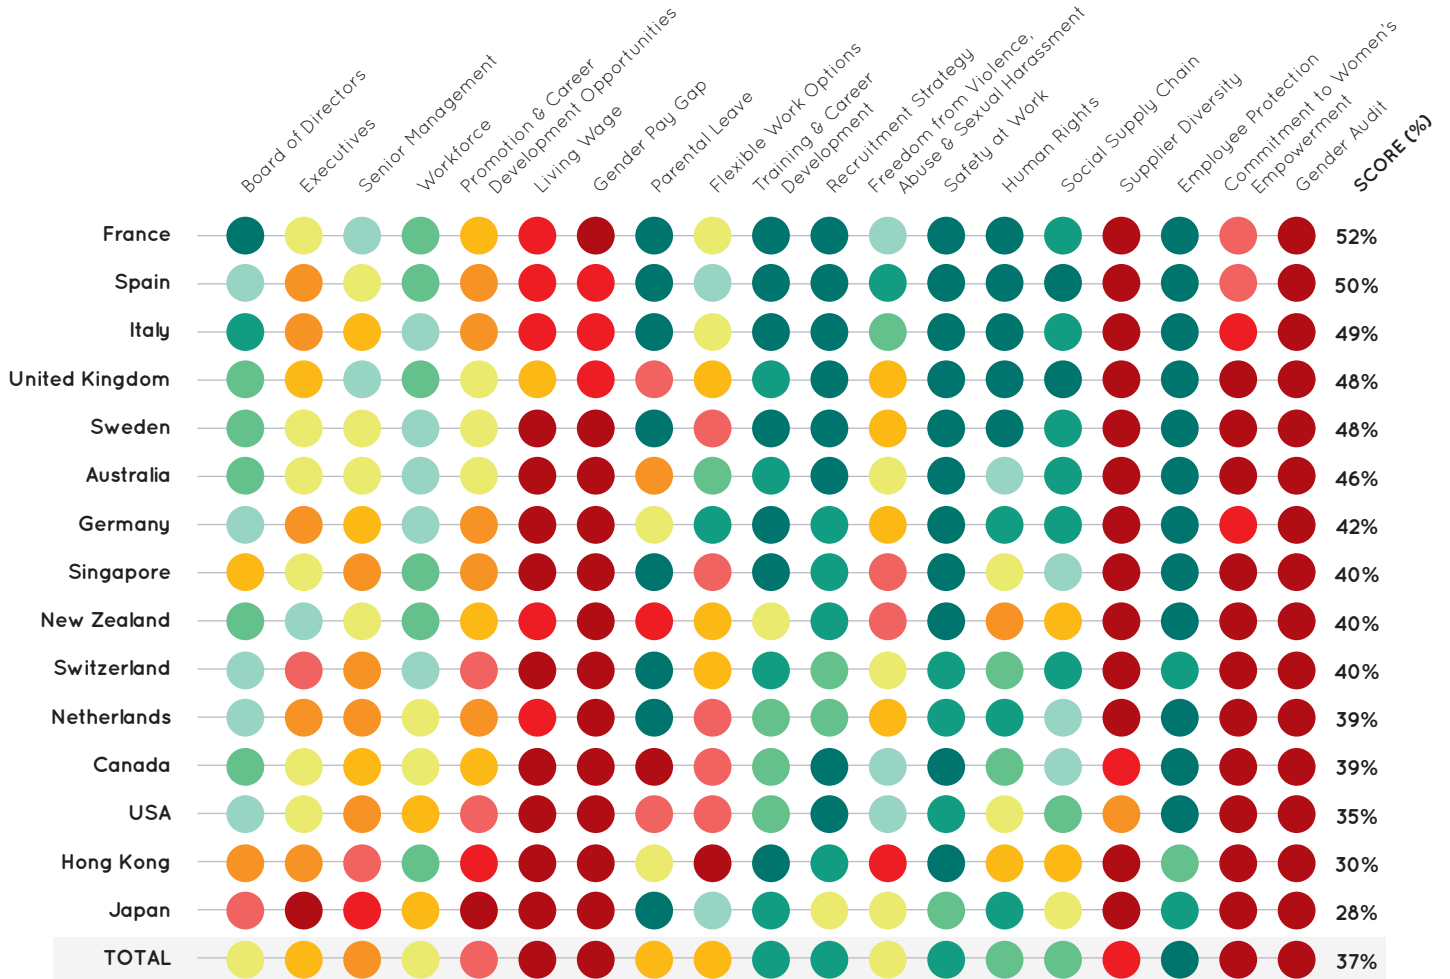 Board of Directors
Executives
Senior Management
Workforce
Promotion & Career
Development Opportunities
Living Wage
Gender Pay Gap
Parental Leave
Flexible Work Options
Training & Career
Development
Recruitment Strategy
Freedom from Violence,
Abuse & Sexual Harassment
Safety at Work
Human Rights
Social Supply Chain
Supplier Diversity
Employee Protection
Commitment to Women's
Empowerment
Gender Audit
SCORE (%)
France 52%
Spain 50%
Italy 49%
United Kingdom 48%
Sweden 48%
Australia 46%
Germany 42%
Singapore 40%
New Zealand 40%
Switzerland 40%
Netherlands 39%
Canada 39%
USA 35%
Hong Kong 30%
Japan 28%
TOTAL 37%